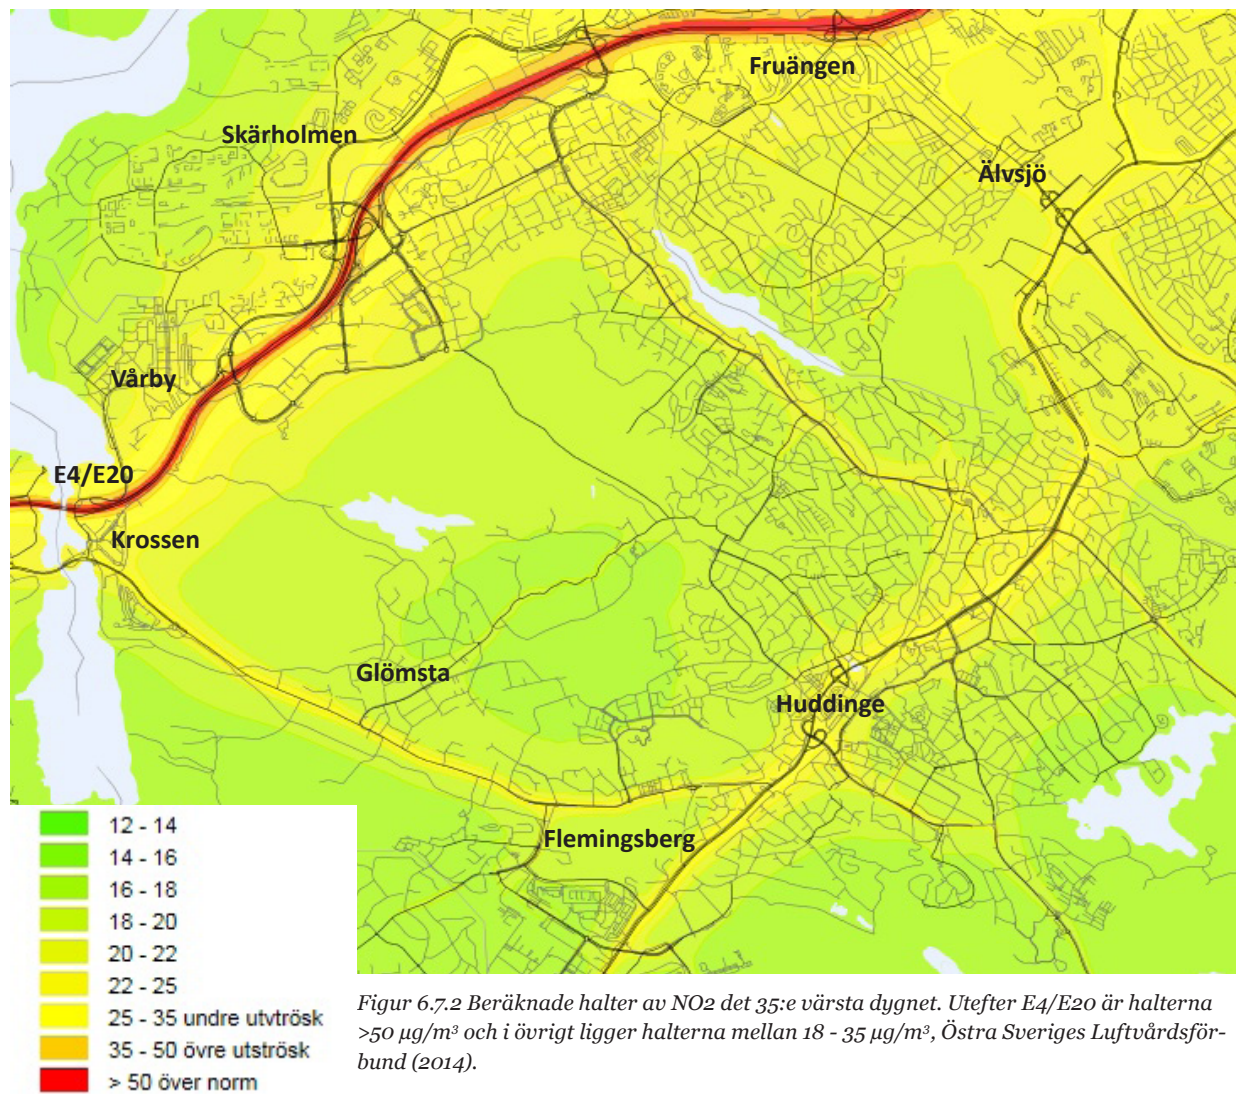 Fruängen
Skärholmen
Älvsjö
Vårby
E4/E20
Krossen
Glömsta
Huddinge
Flemingsberg
12 - 14
14 - 16
16 - 18
18 - 20
20 - 22
22 - 25
25 - 35 undre utvtrösk
35 - 50 övre utströsk
> 50 över norm
Figur 6.7.2 Beräknade halter av NO2 det 35:e värsta dygnet. Utefter E4/E20 är halterna
>50 µg/m³ och i övrigt ligger halterna mellan 18 - 35 µg/m³, Östra Sveriges Luftvårdsför-
bund (2014).